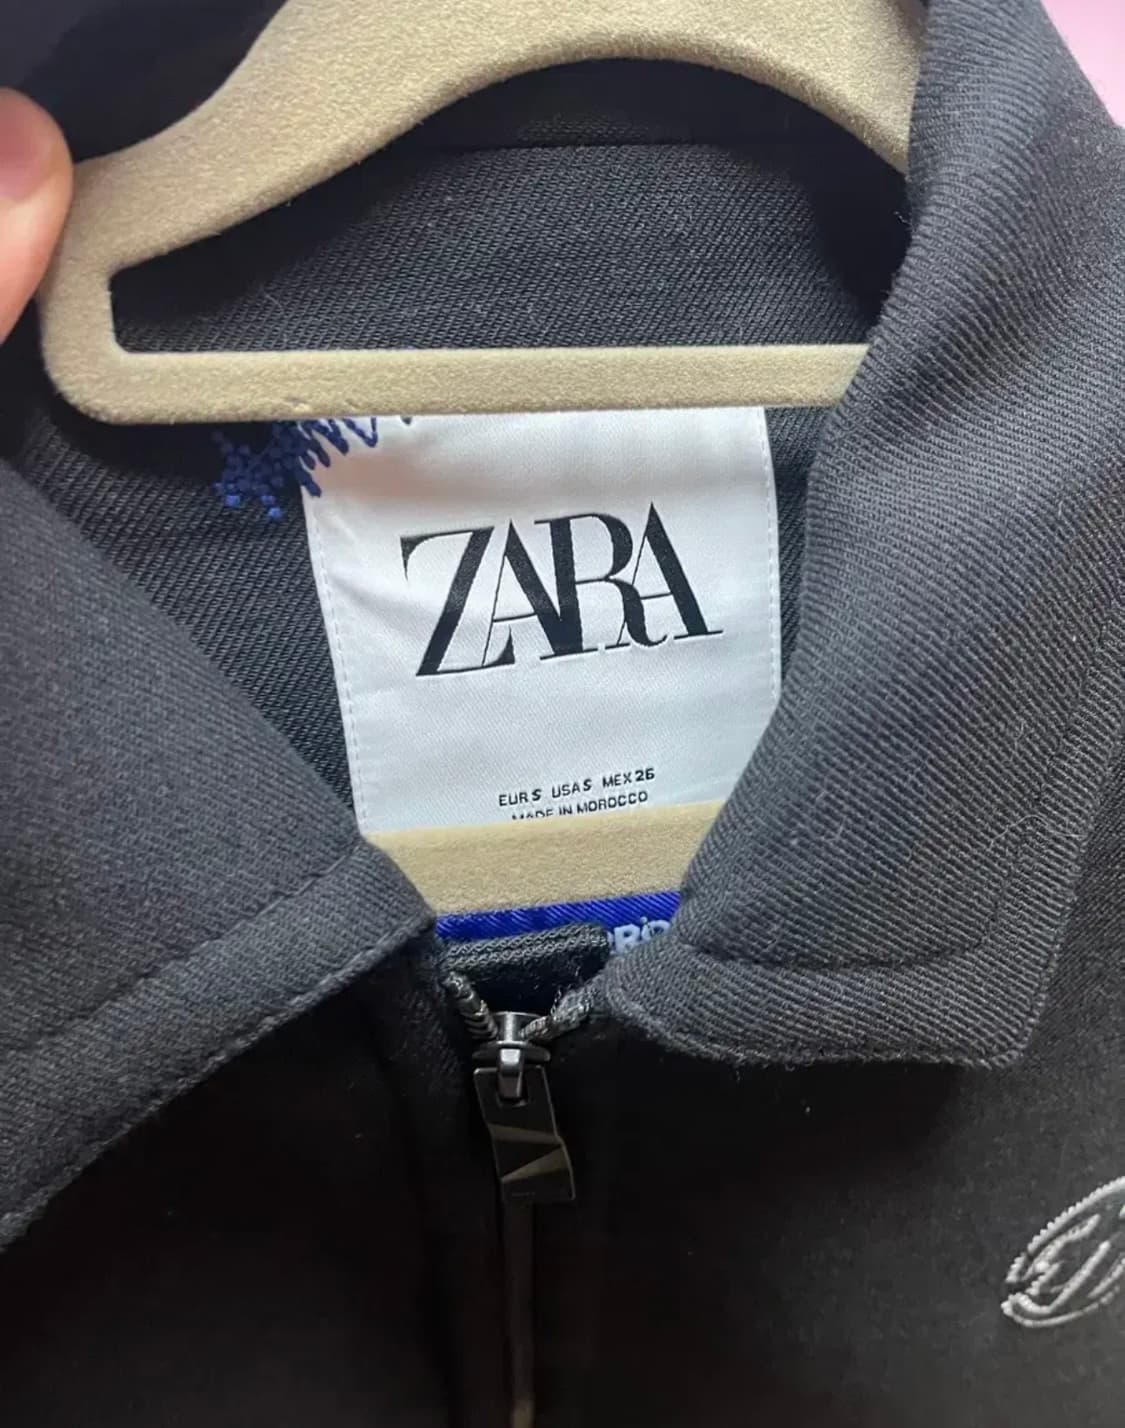 ZARA
EUR S USA S MEX 26
MADE IN MOROCCO